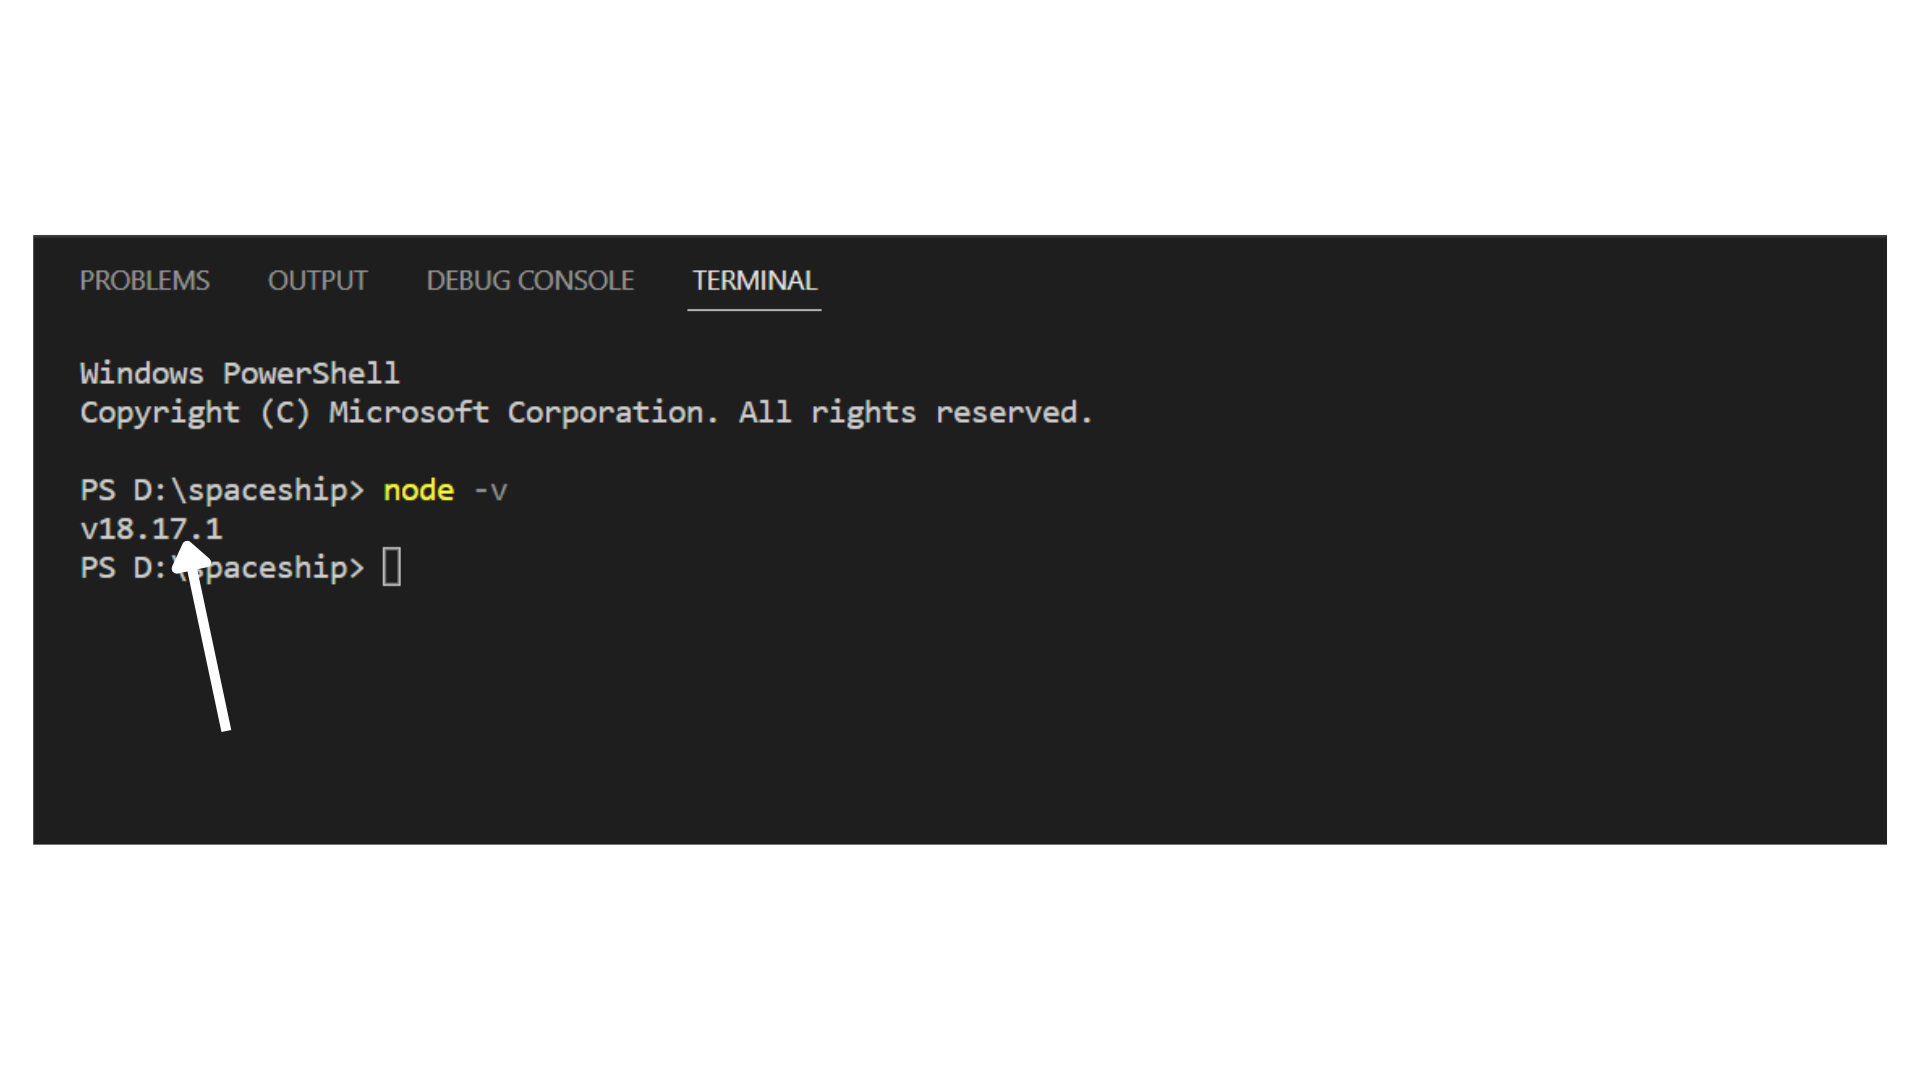 PROBLEMS OUTPUT DEBUG CONSOLE TERMINAL
Windows PowerShell
Copyright (C) Microsoft Corporation. All rights reserved.
PS D:\spaceship> node -v
v18.17.1
PS D:\spaceship>